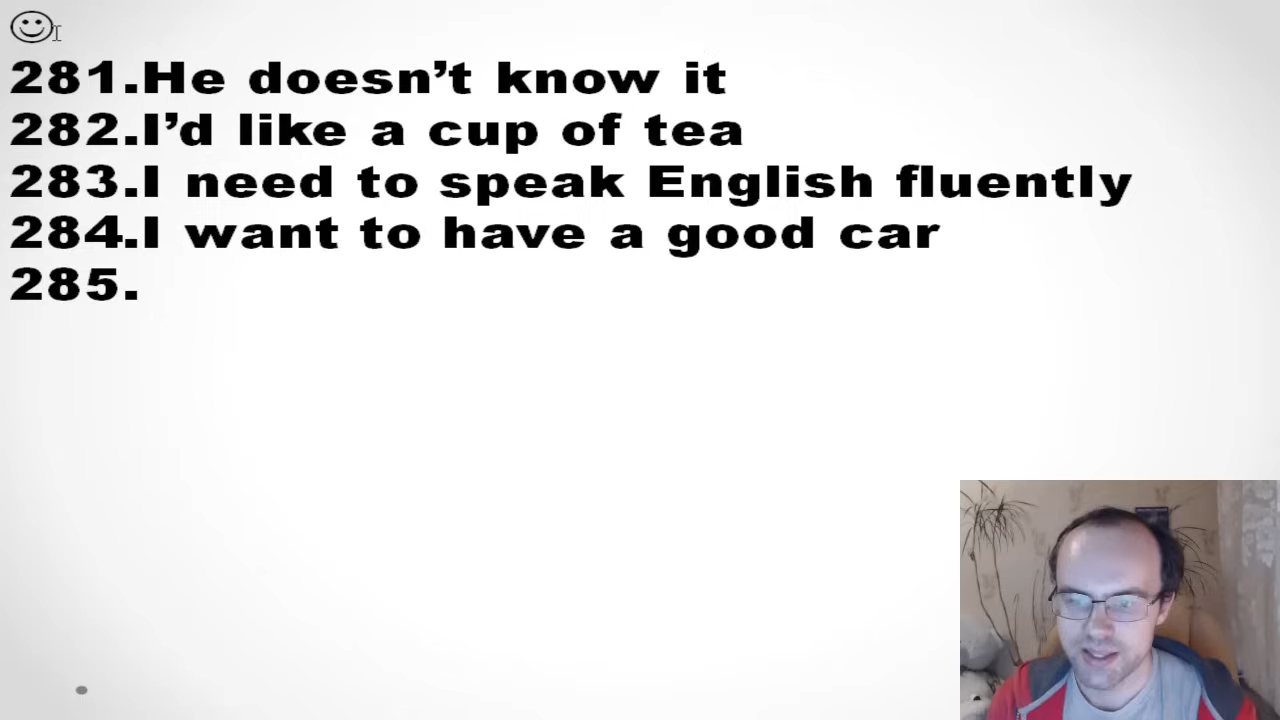 281.He doesn’t know it
282.I’d like a cup of tea
283.I need to speak English fluently
284.I want to have a good car
285.